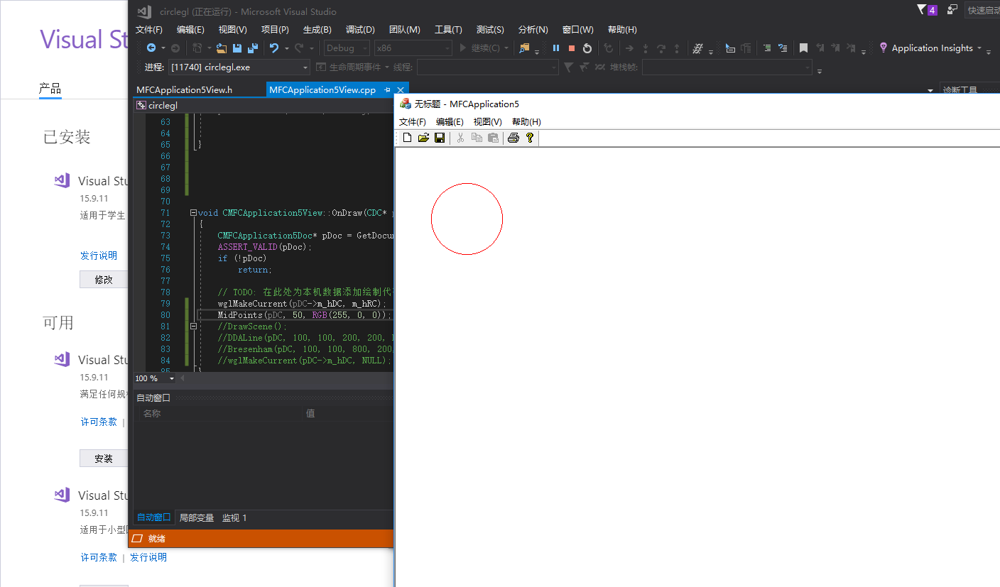 Visual St
产品
已安装
Visual Stu
15.9.11
适用于学生
发行说明
修改
可用
Visual Stu
15.9.11
满足任何规模
许可条款 |
安装
Visual Stu
15.9.11
适用于小型
许可条款 | 发行说明
circlegl (正在运行) - Microsoft Visual Studio
4
快速启动
文件(F) 编辑(E) 视图(V) 项目(P) 生成(B) 调试(D) 团队(M) 工具(T) 测试(S) 分析(N) 窗口(W) 帮助(H)
Debug x86 继续(C) Application Insights
进程: [11740] circlegl.exe 生命周期事件 线程: 堆栈帧:
MFCApplication5View.h MFCApplication5View.cpp
诊断工具
circlegl
63
64
65 }
66
67
68
69
70
71 void CMFCApplication5View::OnDraw(CDC* p
72 {
73 CMFCApplication5Doc* pDoc = GetDocum
74 ASSERT_VALID(pDoc);
75 if (!pDoc)
76 return;
77
78 // TODO: 在此处为本机数据添加绘制代
79 wglMakeCurrent(pDC->m_hDC, m_hRC);
80 MidPoints(pDC, 50, RGB(255, 0, 0));
81 //DrawScene();
82 //DDALine(pDC, 100, 100, 200, 200,
83 //Bresenham(pDC, 100, 100, 800, 200,
84 //wglMakeCurrent(pDC->m_hDC, NULL);
85 }
100 %
自动窗口
名称 值
自动窗口 局部变量 监视 1
就绪
无标题 - MFCApplication5
文件(F) 编辑(E) 视图(V) 帮助(H)